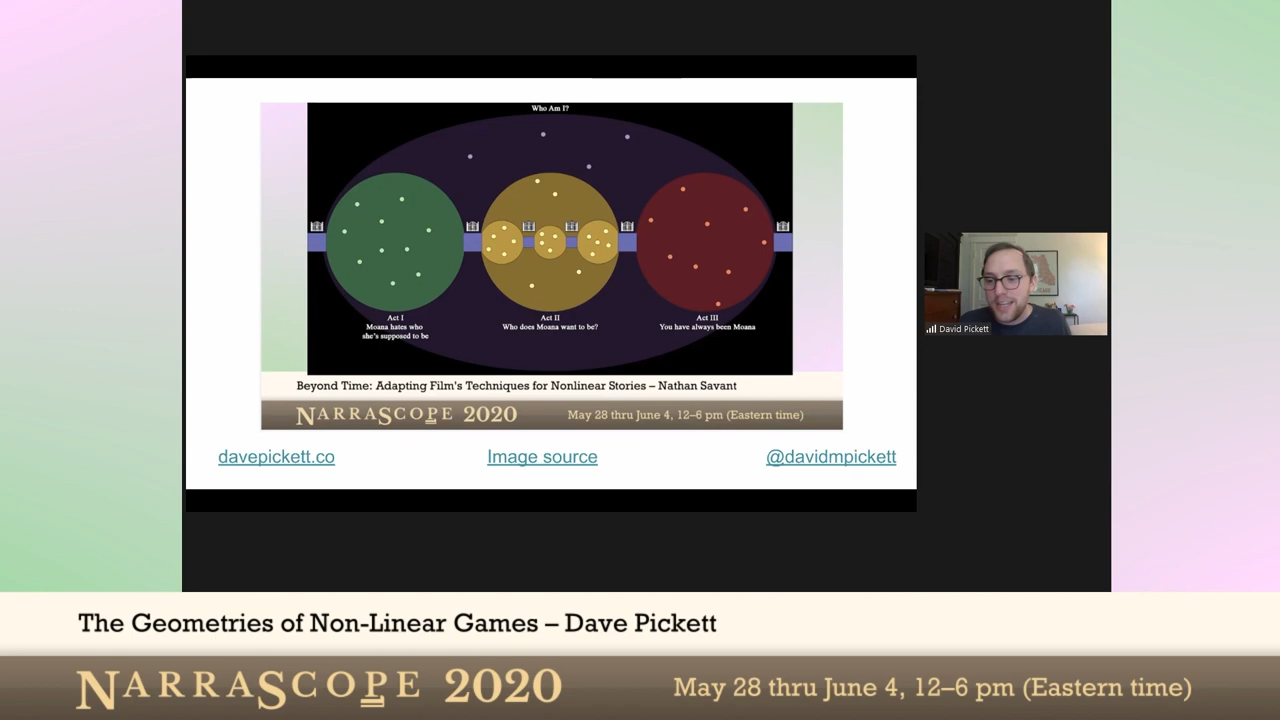 Who Am I?
Act I
Moana hates who
she's supposed to be
Act II
Who does Moana want to be?
Act III
You have always been Moana
Beyond Time: Adapting Film's Techniques for Nonlinear Stories – Nathan Savant
NARRASCOPE 2020
May 28 thru June 4, 12–6 pm (Eastern time)
davepickett.co
Image source
@davidmpickett
David Pickett
The Geometries of Non-Linear Games – Dave Pickett
NARRASCOPE 2020
May 28 thru June 4, 12–6 pm (Eastern time)